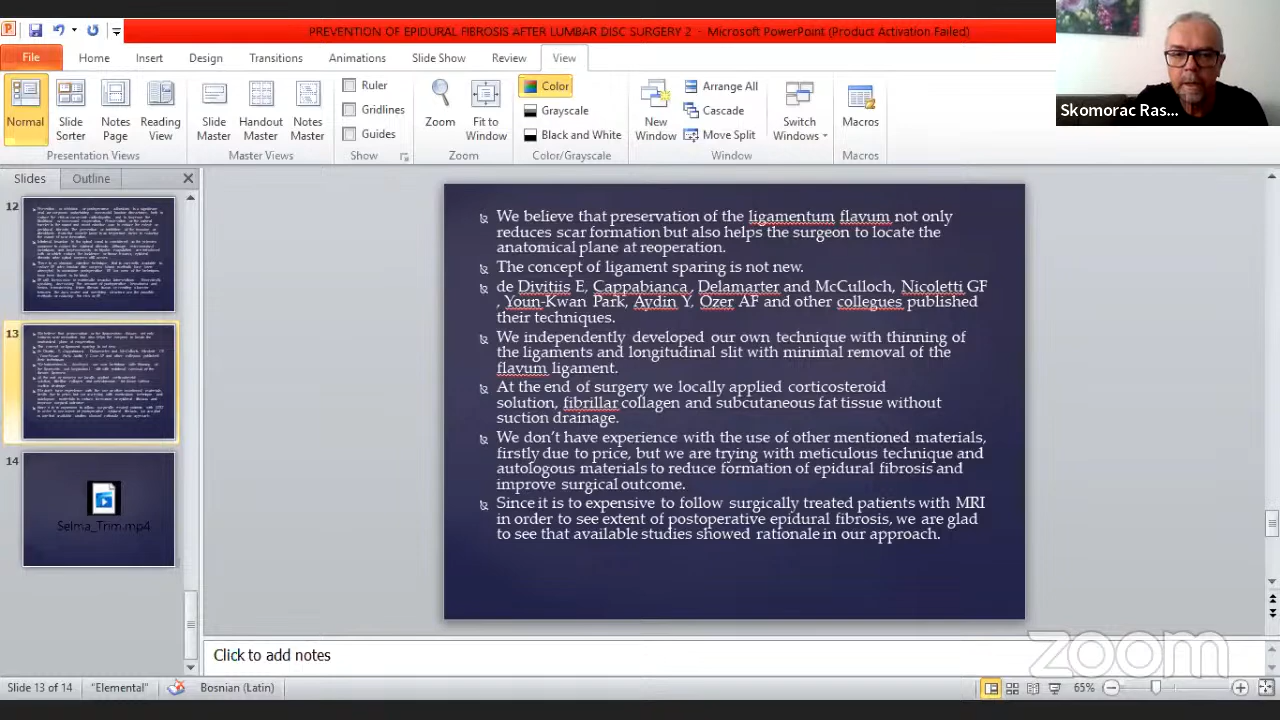 PREVENTION OF EPIDURAL FIBROSIS AFTER LUMBAR DISC SURGERY 2 - Microsoft PowerPoint (Product Activation Failed)
File Home Insert Design Transitions Animations Slide Show Review View
Normal
Slide Sorter
Notes Page
Reading View
Presentation Views
Slide Master
Handout Master
Notes Master
Master Views
Ruler
Gridlines
Guides
Show
Zoom
Fit to Window
Zoom
Color
Grayscale
Black and White
Color/Grayscale
New Window
Arrange All
Cascade
Move Split
Switch Windows
Window
Macros
Macros
Skomorac Ras...
Slides Outline
12
13
14
Selma_Trim.mp4
We believe that preservation of the ligamentum flavum not only
reduces scar formation but also helps the surgeon to locate the
anatomical plane at reoperation.
The concept of ligament sparing is not new.
de Divitiis E, Cappabianca , Delamarter and McCulloch, Nicoletti GF
, Youn-Kwan Park, Aydin Y. Ozer AF and other collegues published
their techniques.
We independently developed our own technique with thinning of
the ligaments and longitudinal slit with minimal removal of the
flavum ligament.
At the end of surgery we locally applied corticosteroid
solution, fibrillar collagen and subcutaneous fat tissue without
suction drainage.
We don't have experience with the use of other mentioned materials,
firstly due to price, but we are trying with meticulous technique and
autologous materials to reduce formation of epidural fibrosis and
improve surgical outcome.
Since it is to expensive to follow surgically treated patients with MRI
in order to see extent of postoperative epidural fibrosis, we are glad
to see that available studies showed rationale in our approach.
Click to add notes
zoom
Slide 13 of 14 "Elemental" Bosnian (Latin) 65%